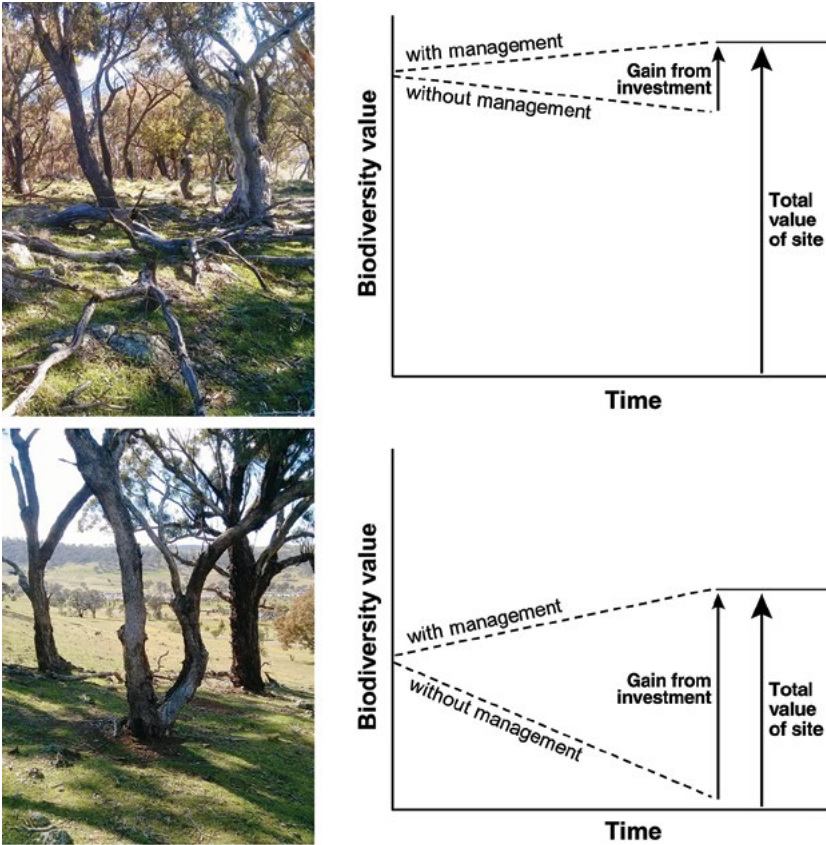 Biodiversity value
with management
without management
Gain from
investment
Total
value
of site
Time
Biodiversity value
with management
without management
Gain from
investment
Total
value
of site
Time